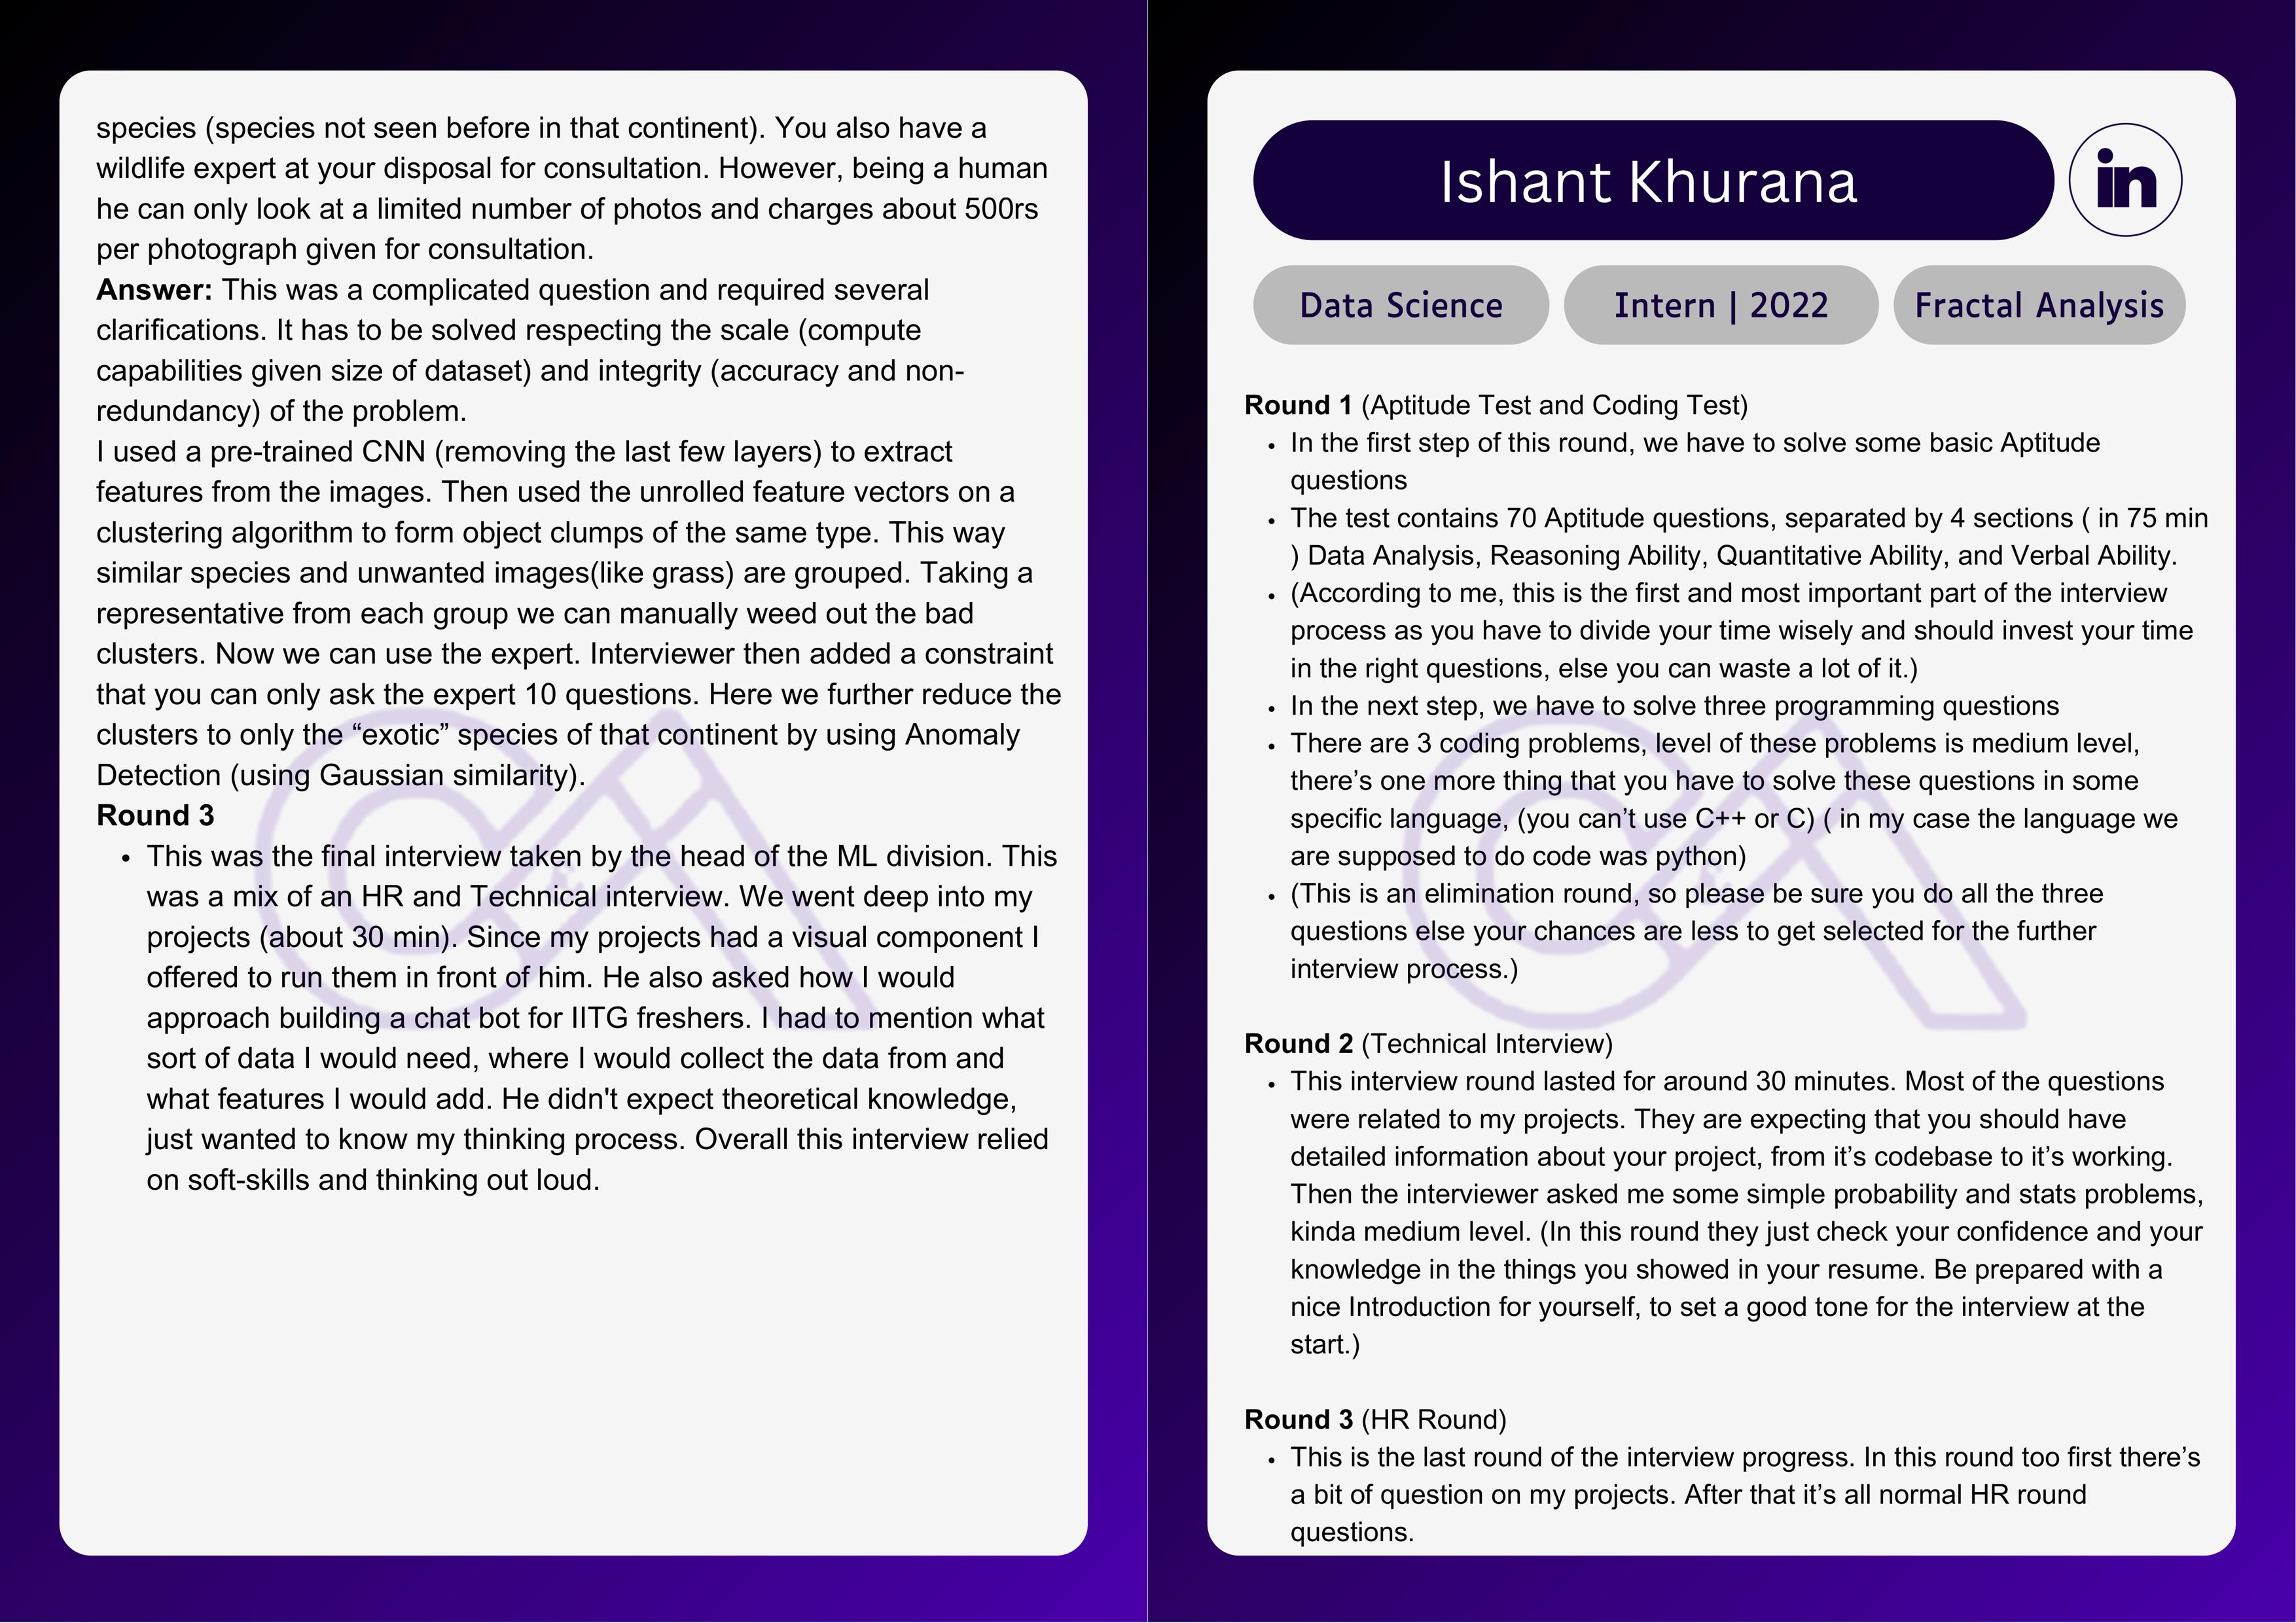 species (species not seen before in that continent). You also have a
wildlife expert at your disposal for consultation. However, being a human
he can only look at a limited number of photos and charges about 500rs
per photograph given for consultation.
Answer: This was a complicated question and required several
clarifications. It has to be solved respecting the scale (compute
capabilities given size of dataset) and integrity (accuracy and non-
redundancy) of the problem.
I used a pre-trained CNN (removing the last few layers) to extract
features from the images. Then used the unrolled feature vectors on a
clustering algorithm to form object clumps of the same type. This way
similar species and unwanted images(like grass) are grouped. Taking a
representative from each group we can manually weed out the bad
clusters. Now we can use the expert. Interviewer then added a constraint
that you can only ask the expert 10 questions. Here we further reduce the
clusters to only the “exotic” species of that continent by using Anomaly
Detection (using Gaussian similarity).
Round 3
• This was the final interview taken by the head of the ML division. This
was a mix of an HR and Technical interview. We went deep into my
projects (about 30 min). Since my projects had a visual component I
offered to run them in front of him. He also asked how I would
approach building a chat bot for IITG freshers. I had to mention what
sort of data I would need, where I would collect the data from and
what features I would add. He didn't expect theoretical knowledge,
just wanted to know my thinking process. Overall this interview relied
on soft-skills and thinking out loud.
Ishant Khurana
in
Data Science
Intern | 2022
Fractal Analysis
Round 1 (Aptitude Test and Coding Test)
• In the first step of this round, we have to solve some basic Aptitude
questions
• The test contains 70 Aptitude questions, separated by 4 sections ( in 75 min
) Data Analysis, Reasoning Ability, Quantitative Ability, and Verbal Ability.
• (According to me, this is the first and most important part of the interview
process as you have to divide your time wisely and should invest your time
in the right questions, else you can waste a lot of it.)
• In the next step, we have to solve three programming questions
• There are 3 coding problems, level of these problems is medium level,
there’s one more thing that you have to solve these questions in some
specific language, (you can’t use C++ or C) ( in my case the language we
are supposed to do code was python)
• (This is an elimination round, so please be sure you do all the three
questions else your chances are less to get selected for the further
interview process.)
Round 2 (Technical Interview)
• This interview round lasted for around 30 minutes. Most of the questions
were related to my projects. They are expecting that you should have
detailed information about your project, from it’s codebase to it’s working.
Then the interviewer asked me some simple probability and stats problems,
kinda medium level. (In this round they just check your confidence and your
knowledge in the things you showed in your resume. Be prepared with a
nice Introduction for yourself, to set a good tone for the interview at the
start.)
Round 3 (HR Round)
• This is the last round of the interview progress. In this round too first there’s
a bit of question on my projects. After that it’s all normal HR round
questions.